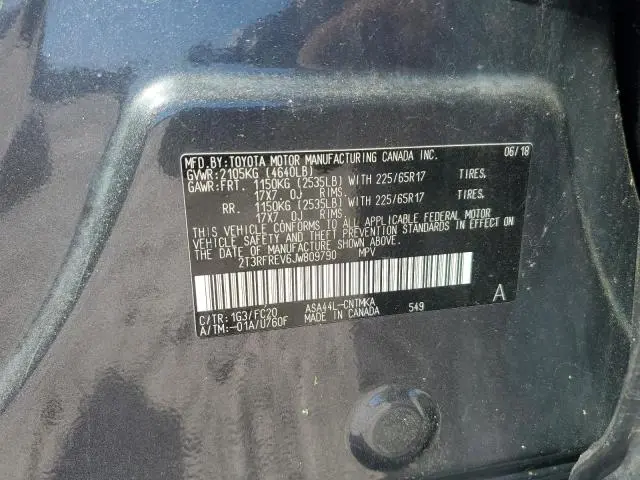 MFD.BY:TOYOTA MOTOR MANUFACTURING CANADA INC. 06/18
GVWR:2105KG (4640LB)
GAWR:FRT. 1150KG (2535LB) WITH 225/65R17 TIRES.
17X7.0J RIMS.
RR. 1150KG (2535LB) WITH 225/65R17 TIRES.
17X7.0J RIMS.
THIS VEHICLE CONFORMS TO ALL APPLICABLE FEDERAL MOTOR
VEHICLE SAFETY AND THEFT PREVENTION STANDARDS IN EFFECT ON
THE DATE OF MANUFACTURE SHOWN ABOVE.
2T3RFREV6JW809790 MPV
A
C/TR:1G3/FC20 ASA44L-CNTMKA 549
A/TM:-01A/U760F MADE IN CANADA